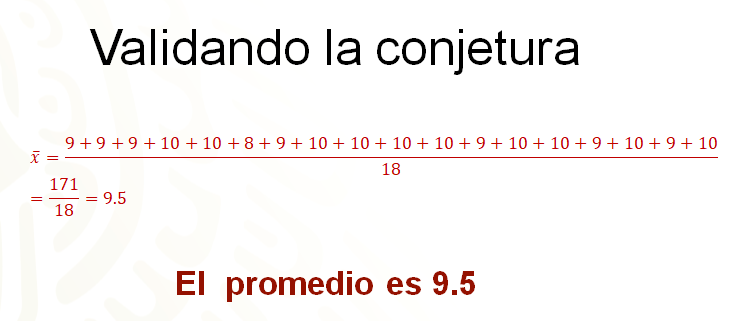 Validando la conjetura
9 + 9 + 9 + 10 + 10 + 8 + 9 + 10 + 10 + 10 + 10 + 9 + 10 + 10 + 9 + 10 + 9 + 10
x̄ =
18
171
= — = 9.5
18
El promedio es 9.5